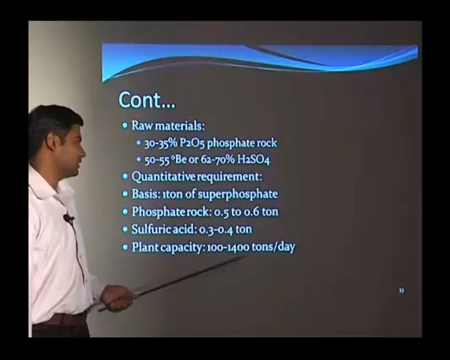 Cont...
Raw materials:
30-35% P2O5 phosphate rock
50-55 °Be or 62-70% H2SO4
Quantitative requirement:
Basis: 1ton of superphosphate
Phosphate rock: 0.5 to 0.6 ton
Sulfuric acid: 0.3-0.4 ton
Plant capacity: 100-1400 tons/day
11